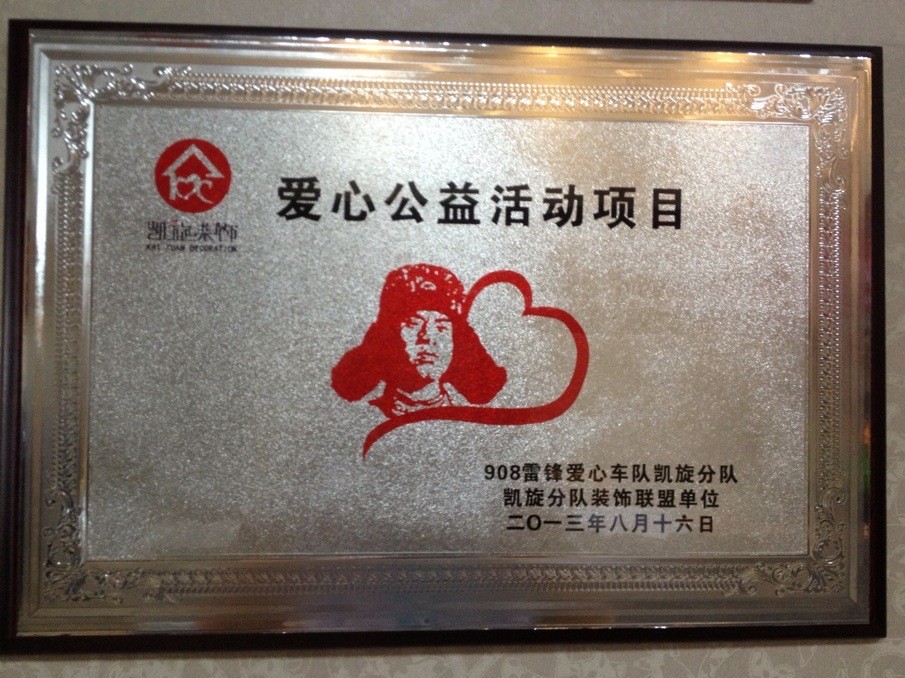 爱心公益活动项目
凯旋装饰
KAI XUAN DECORATION
908雷锋爱心车队凯旋分队
凯旋分队装饰联盟单位
二〇一三年八月十六日